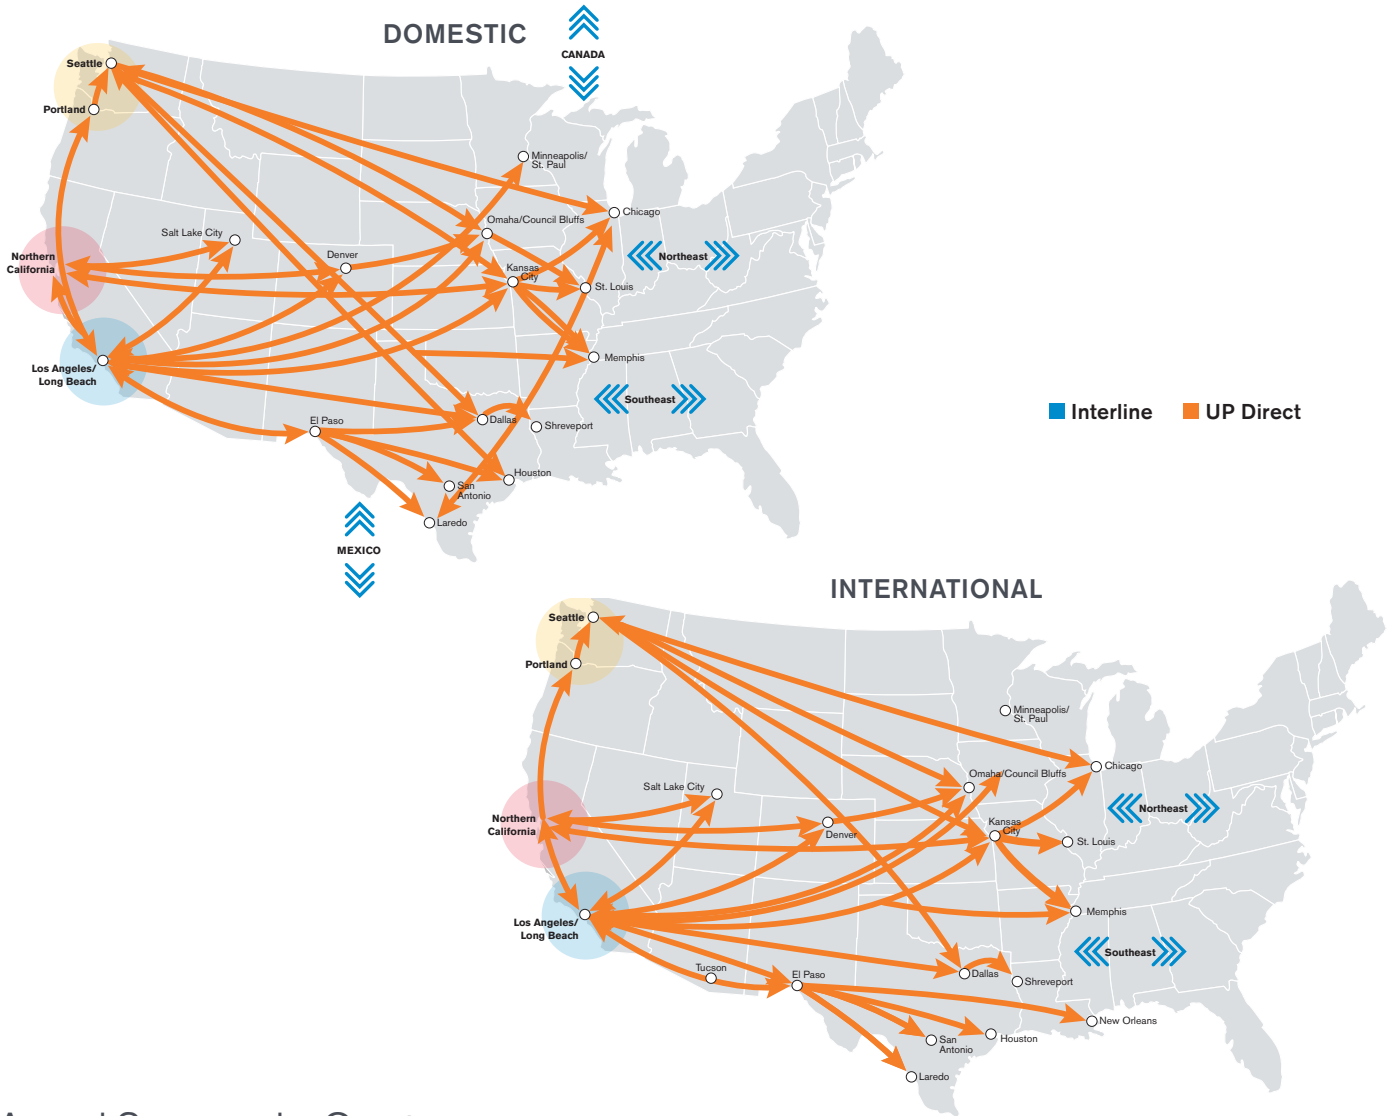 DOMESTIC
CANADA
Seattle
Portland
Minneapolis/
St. Paul
Chicago
Omaha/Council Bluffs
Salt Lake City
Denver
Northern
California
Kansas
City
St. Louis
Northeast
Los Angeles/
Long Beach
Memphis
Southeast
El Paso
Dallas
Shreveport
San
Antonio
Houston
Laredo
MEXICO
Interline
UP Direct
INTERNATIONAL
Seattle
Portland
Minneapolis/
St. Paul
Chicago
Omaha/Council Bluffs
Salt Lake City
Denver
Northern
California
Kansas
City
St. Louis
Northeast
Los Angeles/
Long Beach
Memphis
Southeast
Tucson
El Paso
Dallas
Shreveport
New Orleans
San
Antonio
Houston
Laredo